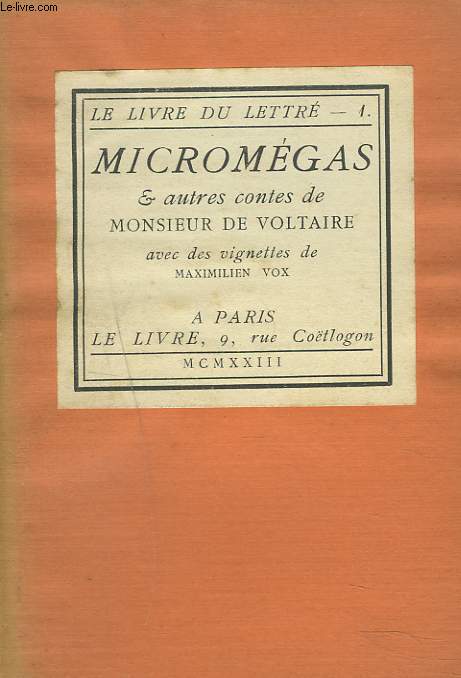 Le-livre.com
LE LIVRE DU LETTRÉ — 1.
MICROMÉGAS
& autres contes de
MONSIEUR DE VOLTAIRE
avec des vignettes de
MAXIMILIEN VOX
A PARIS
LE LIVRE, 9, rue Coëtlogon
MCMXXIII